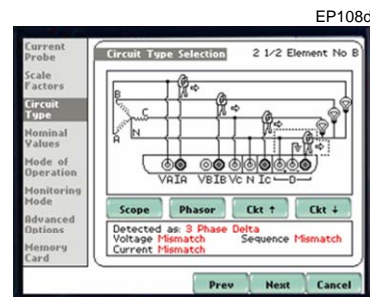 EP108d
Current
Probe
Scale
Factors
Circuit
Type
Nominal
Values
Mode of
Operation
Monitoring
Mode
Advanced
Options
Memory
Card
Circuit Type Selection 2 1/2 Element No B
B
C
N
A
VA IA VB IB Vc N Ic D
Scope Phasor Ckt ↑ Ckt ↓
Detected as: 3 Phase Delta
Voltage Mismatch Sequence Mismatch
Current Mismatch
Prev Next Cancel